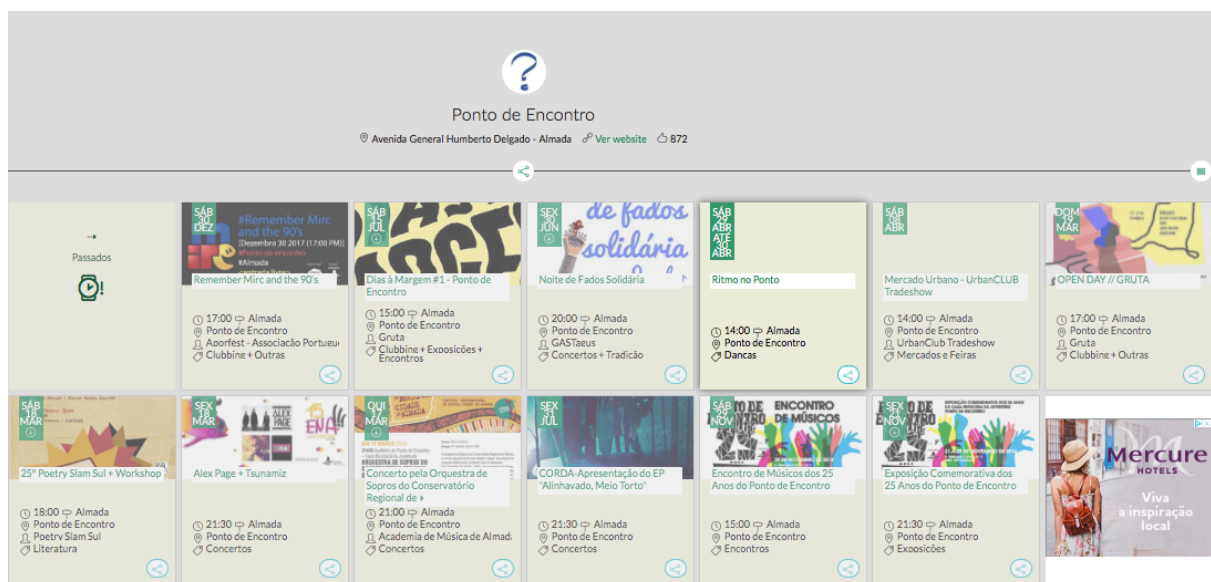 ?
Ponto de Encontro
Avenida General Humberto Delgado - Almada Ver website 872
Passados
!
SÁB
30
DEZ
#Remember Mirc
and the 90's
[Dezembro 30 2017 (17:00 PM)]
#Ponto de encontro
#Almada
Remember Mirc and the 90's
17:00 Almada
Ponto de Encontro
Aporfest - Associação Portugu
Clubbing + Outras
SÁB
15
JUL
Dias à Margem #1 - Ponto de
Encontro
15:00 Almada
Ponto de Encontro
Gruta
Clubbing + Exposições +
Encontros
SEX
30
JUN
de fados
solidária
Noite de Fados Solidária
20:00 Almada
Ponto de Encontro
GASTagus
Concertos + Tradição
SÁB
29
ABR
ATÉ
30
ABR
Ritmo no Ponto
14:00 Almada
Ponto de Encontro
Danças
SÁB
08
ABR
Mercado Urbano - UrbanCLUB
Tradeshow
14:00 Almada
Ponto de Encontro
UrbanClub Tradeshow
Mercados e Feiras
DOM
12
MAR
OPEN DAY // GRUTA
17:00 Almada
Ponto de Encontro
Gruta
Clubbing + Outras
SÁB
18
MAR
25º Poetry Slam Sul + Workshop
18:00 Almada
Ponto de Encontro
Poetry Slam Sul
Literatura
SEX
18
MAR
ALEX
PAGE
15
ENA!!
Alex Page + Tsunamiz
21:30 Almada
Ponto de Encontro
Concertos
QUI
17
MAR
Concerto pela Orquestra de
Sopros do Conservatório
Regional de
21:00 Almada
Ponto de Encontro
Academia de Música de Almad
Concertos
SEX
31
JUL
CORDA-Apresentação do EP
"Alinhavado, Meio Torto"
21:30 Almada
Ponto de Encontro
Concertos
SÁB
NOV
ENCONTRO
DE MÚSICOS
Encontro de Músicos dos 25
Anos do Ponto de Encontro
15:00 Almada
Ponto de Encontro
Encontros
SEX
NOV
Exposição Comemorativa dos
25 Anos do Ponto de Encontro
21:30 Almada
Ponto de Encontro
Exposições
Mercure
HOTELS
Viva
a inspiração
local